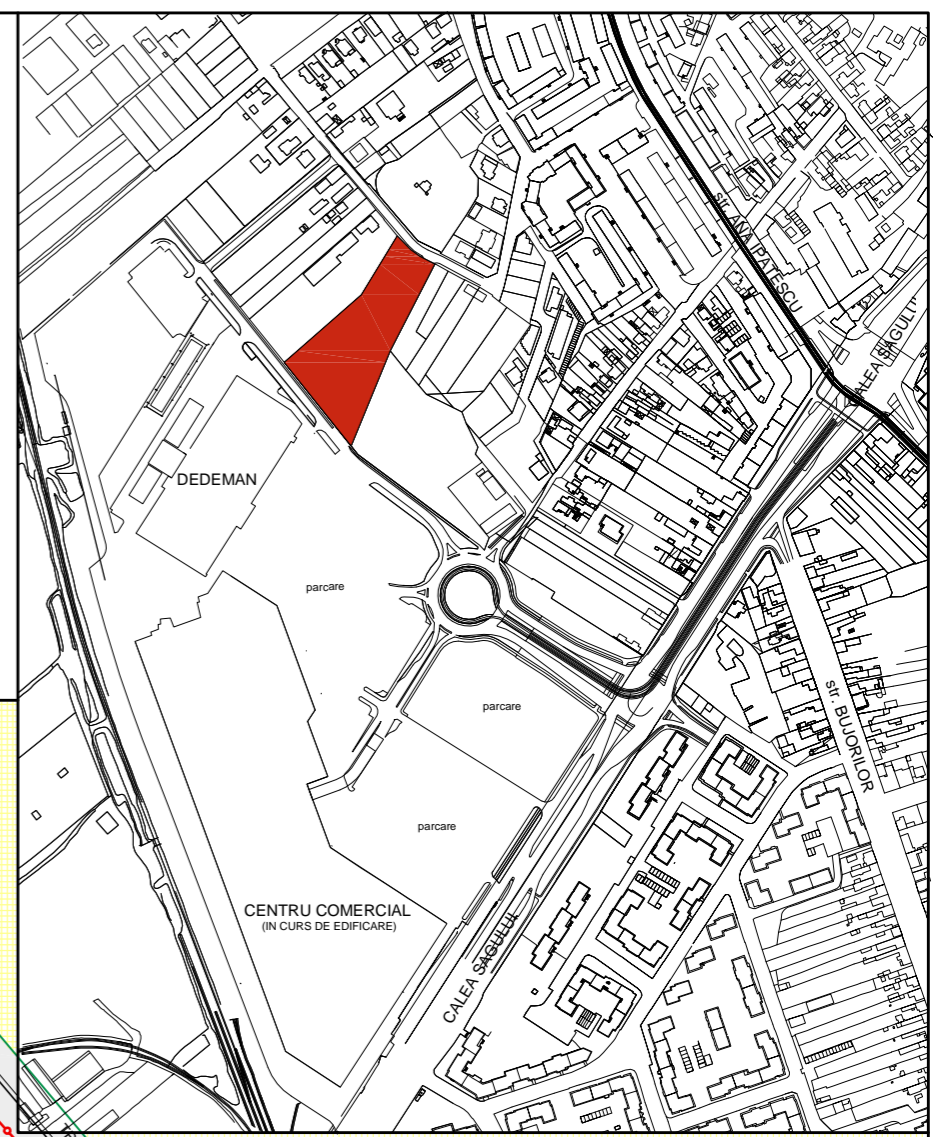 str. ANA IPATESCU
CALEA SAGULUI
DEDEMAN
parcare
parcare
str. BUJORILOR
parcare
CENTRU COMERCIAL
(IN CURS DE EDIFICARE)
CALEA SAGULUI